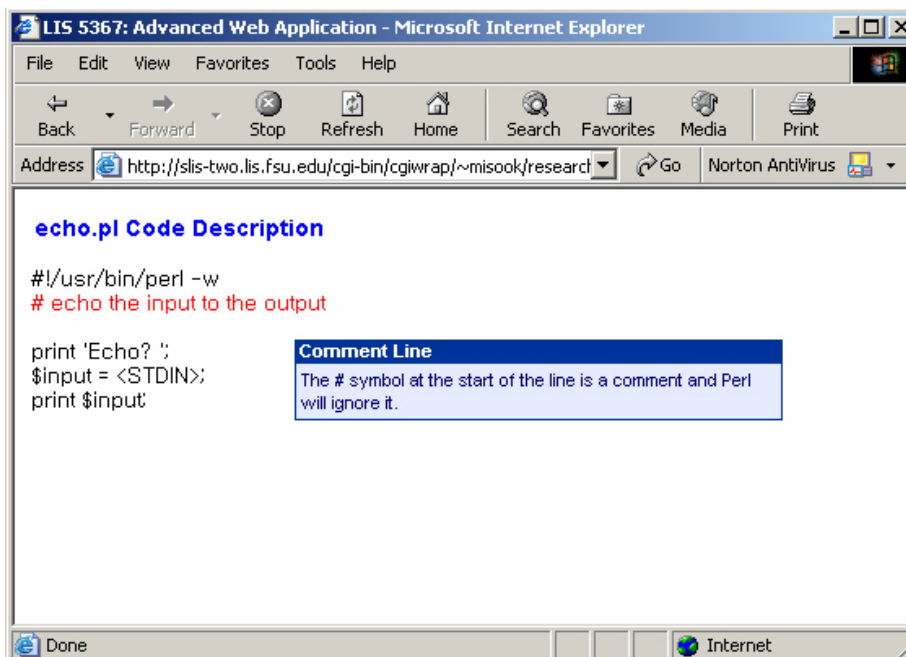 LIS 5367: Advanced Web Application - Microsoft Internet Explorer
File Edit View Favorites Tools Help
Back Forward Stop Refresh Home Search Favorites Media Print
Address http://slis-two.lis.fsu.edu/cgi-bin/cgiwrap/~misook/research Go Norton AntiVirus
echo.pl Code Description
#!/usr/bin/perl -w
# echo the input to the output
print 'Echo? ';
$input = <STDIN>;
print $input;
Comment Line
The # symbol at the start of the line is a comment and Perl
will ignore it.
Done Internet